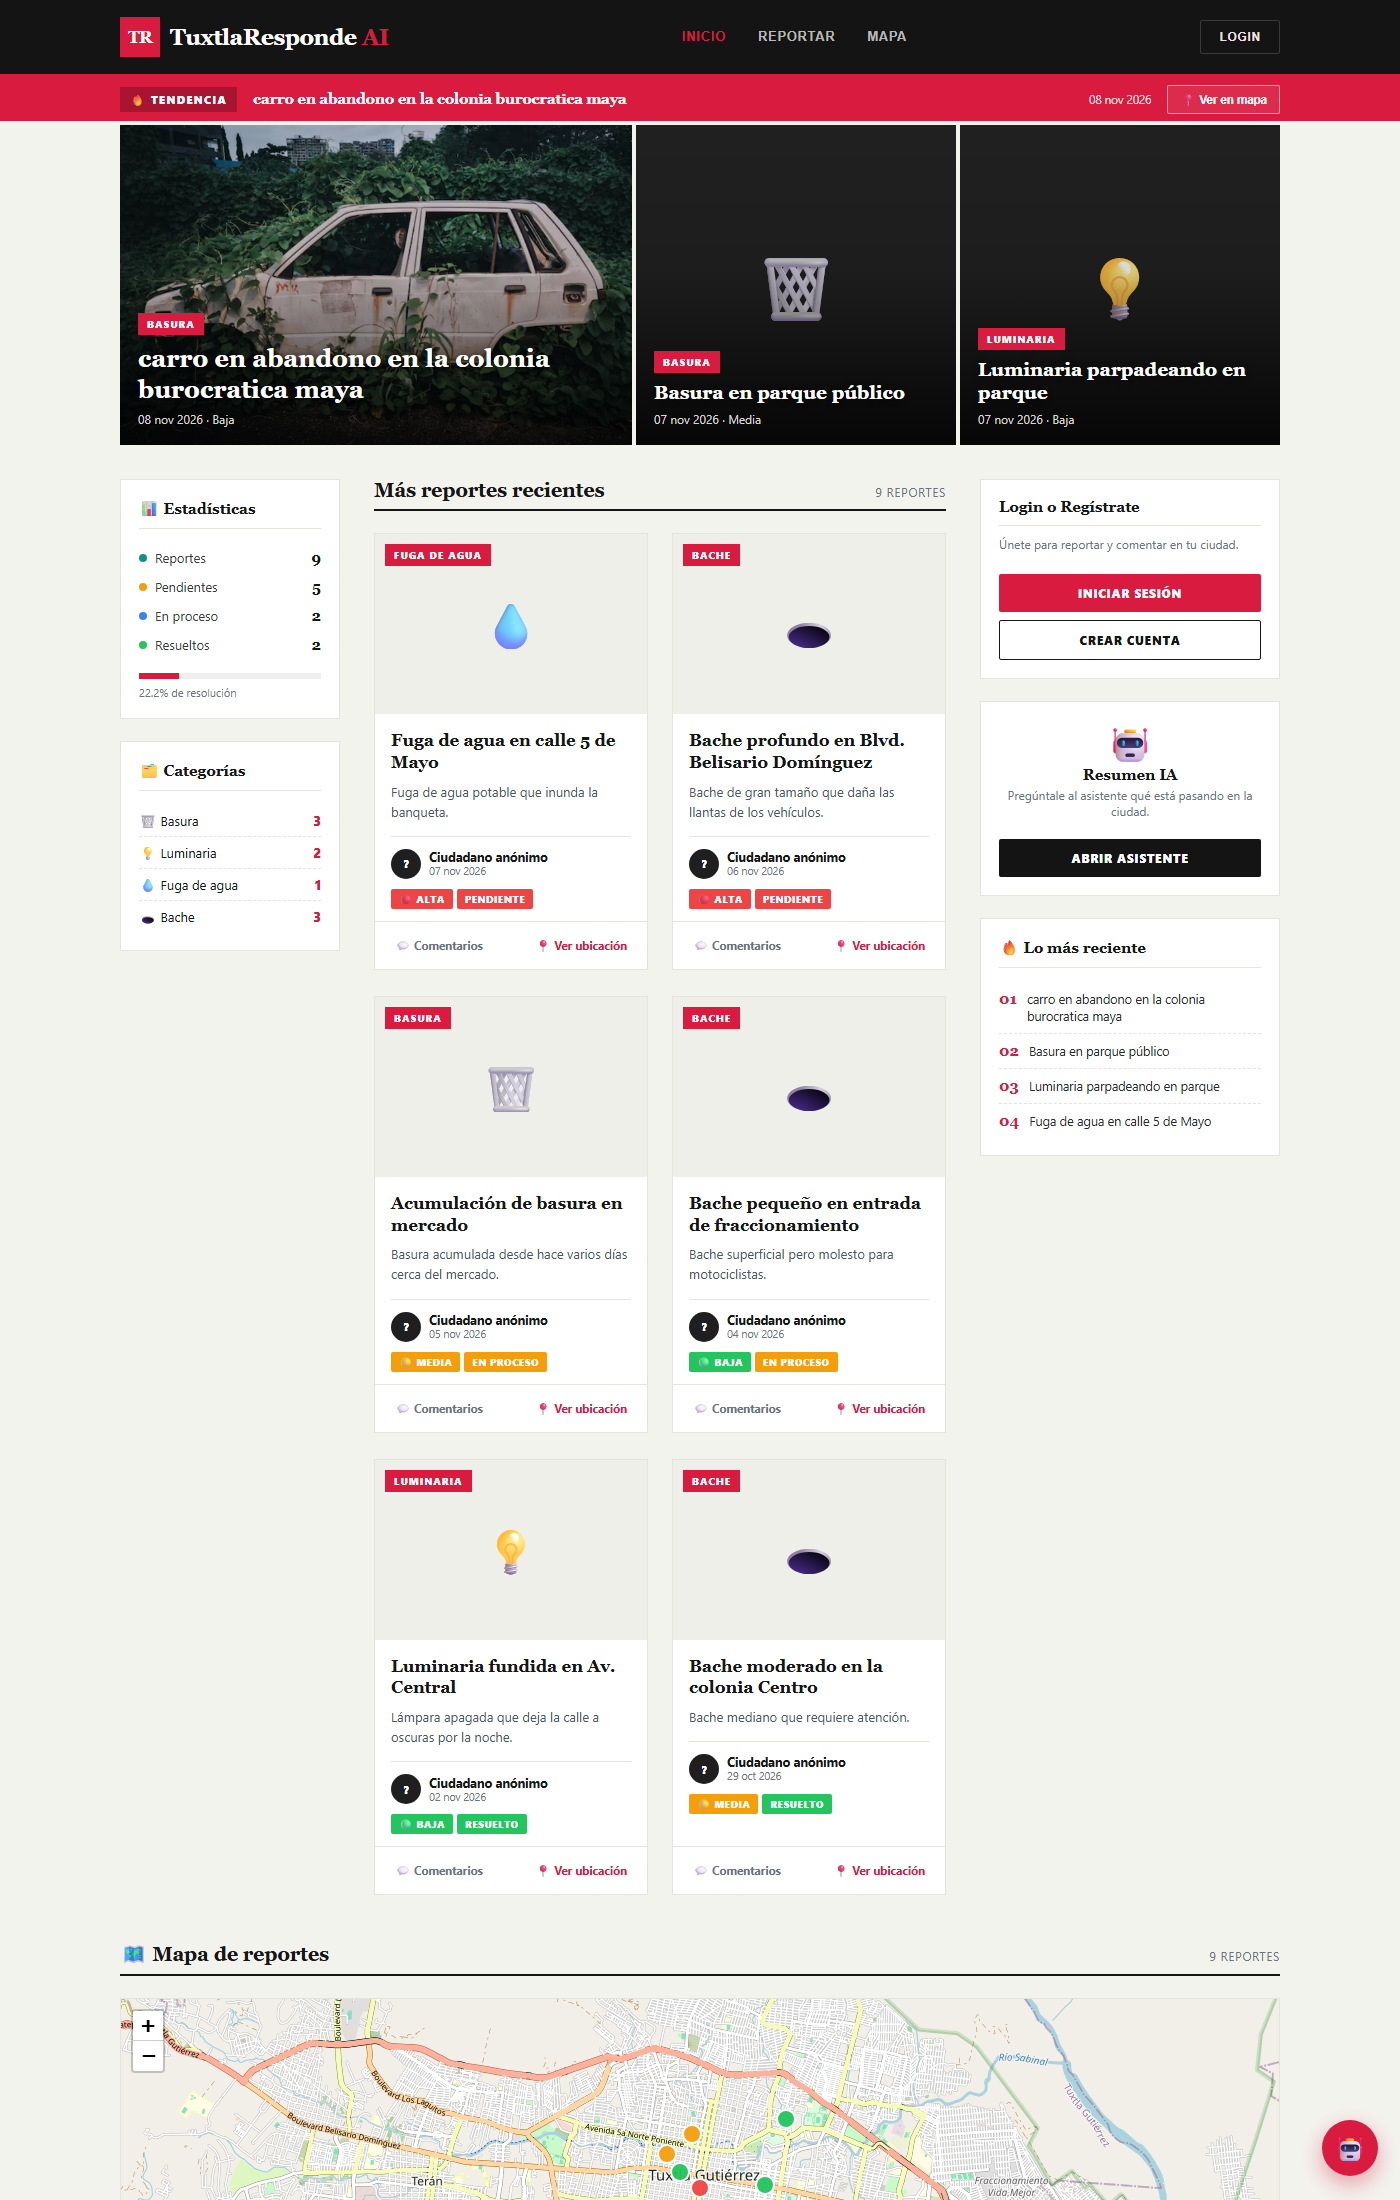 TR TuxtlaResponde AI
INICIO REPORTAR MAPA
LOGIN
TENDENCIA carro en abandono en la colonia burocratica maya
08 nov 2026 Ver en mapa
BASURA
carro en abandono en la colonia
burocratica maya
08 nov 2026 · Baja
BASURA
Basura en parque público
07 nov 2026 · Media
LUMINARIA
Luminaria parpadeando en
parque
07 nov 2026 · Baja
Estadísticas
Reportes 9
Pendientes 5
En proceso 2
Resueltos 2
22.2% de resolución
Categorías
Basura 3
Luminaria 2
Fuga de agua 1
Bache 3
Más reportes recientes
9 REPORTES
FUGA DE AGUA
Fuga de agua en calle 5 de
Mayo
Fuga de agua potable que inunda la
banqueta.
? Ciudadano anónimo
07 nov 2026
ALTA PENDIENTE
Comentarios Ver ubicación
BACHE
Bache profundo en Blvd.
Belisario Domínguez
Bache de gran tamaño que daña las
llantas de los vehículos.
? Ciudadano anónimo
06 nov 2026
ALTA PENDIENTE
Comentarios Ver ubicación
BASURA
Acumulación de basura en
mercado
Basura acumulada desde hace varios días
cerca del mercado.
? Ciudadano anónimo
05 nov 2026
MEDIA EN PROCESO
Comentarios Ver ubicación
BACHE
Bache pequeño en entrada
de fraccionamiento
Bache superficial pero molesto para
motociclistas.
? Ciudadano anónimo
04 nov 2026
BAJA EN PROCESO
Comentarios Ver ubicación
LUMINARIA
Luminaria fundida en Av.
Central
Lámpara apagada que deja la calle a
oscuras por la noche.
? Ciudadano anónimo
02 nov 2026
BAJA RESUELTO
Comentarios Ver ubicación
BACHE
Bache moderado en la
colonia Centro
Bache mediano que requiere atención.
? Ciudadano anónimo
29 oct 2026
MEDIA RESUELTO
Comentarios Ver ubicación
Login o Regístrate
Únete para reportar y comentar en tu ciudad.
INICIAR SESIÓN
CREAR CUENTA
Resumen IA
Pregúntale al asistente qué está pasando en la
ciudad.
ABRIR ASISTENTE
Lo más reciente
01 carro en abandono en la colonia
burocratica maya
02 Basura en parque público
03 Luminaria parpadeando en parque
04 Fuga de agua en calle 5 de Mayo
Mapa de reportes
9 REPORTES
+
−
Boulevard Los Laguitos
Boulevard Belisario Domínguez
Avenida 5a Norte Poniente
Terán
Río Sabinal
Tuxtla Gutiérrez
Fraccionamiento
Vida Mejor